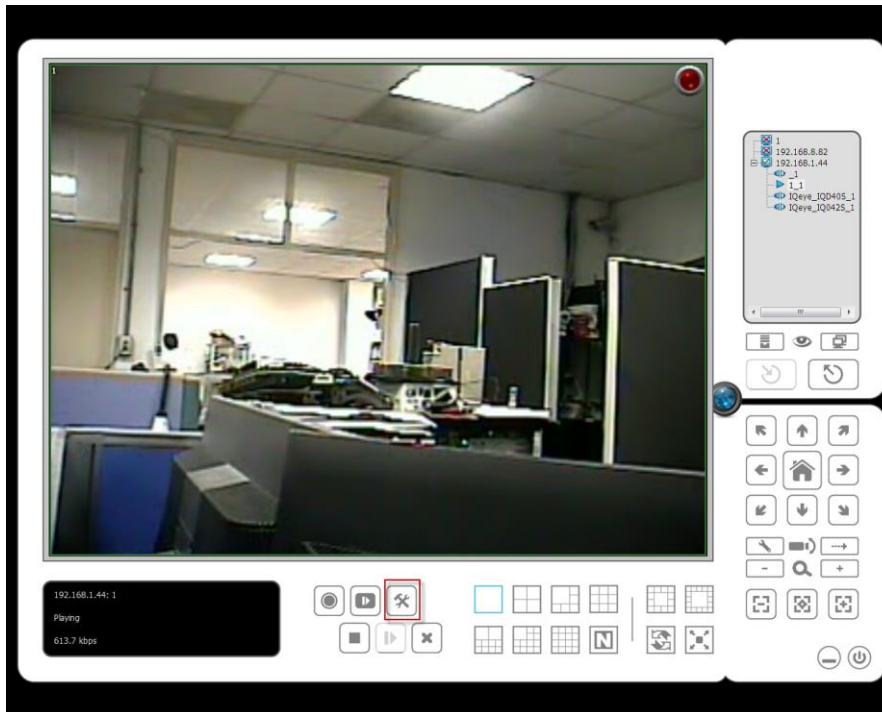 1
1
192.168.8.82
192.168.1.44
_1
1_1
IQeye_IQD40S_1
IQeye_IQ042S_1
192.168.1.44: 1
Playing
613.7 kbps
N